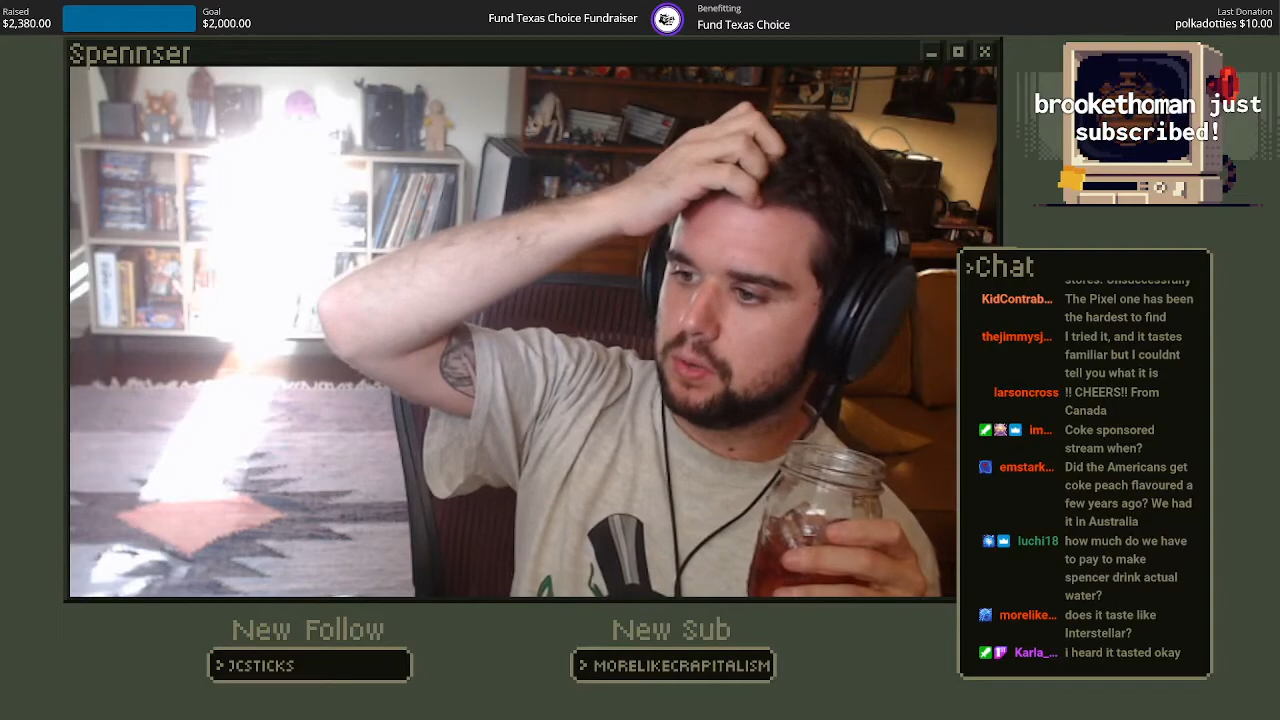 Raised
$2,380.00
Goal
$2,000.00
Fund Texas Choice Fundraiser
Benefitting
Fund Texas Choice
Last Donation
polkadotties $10.00
Spennser
brookethoman just
subscribed!
>Chat
stores. Unsuccessfully
KidContrab... The Pixel one has been
the hardest to find
thejimmysj... I tried it, and it tastes
familiar but I couldnt
tell you what it is
larsoncross !! CHEERS!! From
Canada
im... Coke sponsored
stream when?
emstark... Did the Americans get
coke peach flavoured a
few years ago? We had
it in Australia
luchi18 how much do we have
to pay to make
spencer drink actual
water?
morelike... does it taste like
Interstellar?
Karla_... i heard it tasted okay
New Follow
> JCSTICKS
New Sub
> MORELIKECRAPITALISM